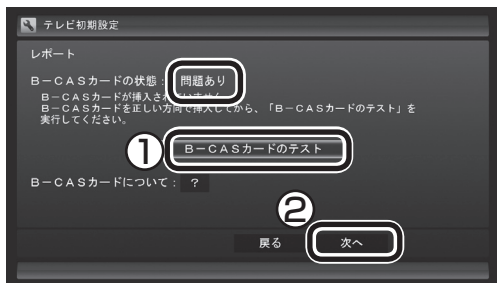 テレビ初期設定
レポート
B－CASカードの状態： 問題あり
B－CASカードが挿入されていません
B－CASカードを正しい方向で挿入してから、「B－CASカードのテスト」を
実行してください。
①
B－CASカードのテスト
B－CASカードについて： ？
②
戻る 次へ